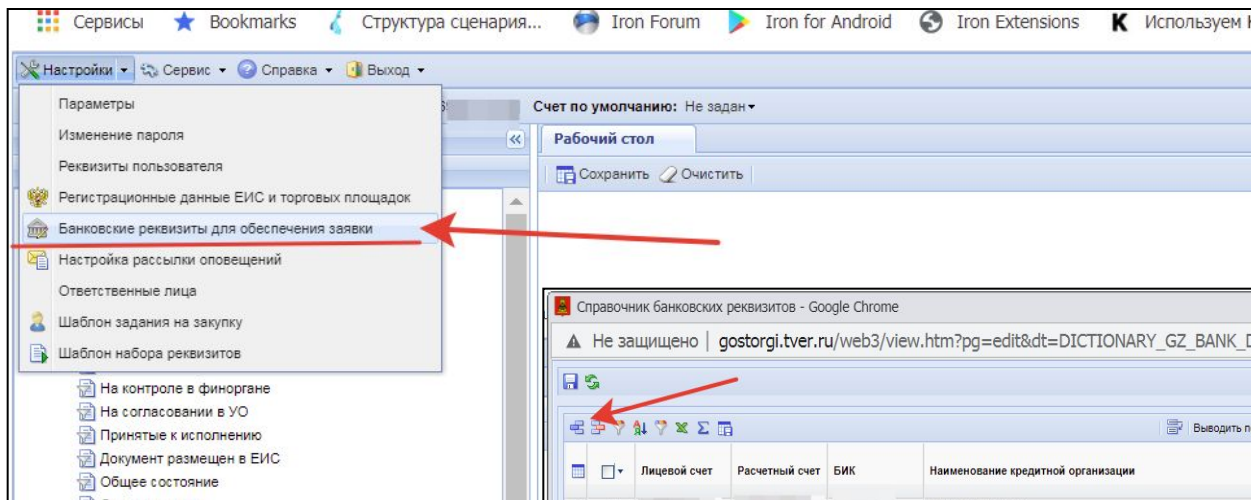 Сервисы Bookmarks Структура сценария... Iron Forum Iron for Android Iron Extensions Используем
Настройки Сервис Справка Выход
Параметры
Счет по умолчанию: Не задан
Изменение пароля
Рабочий стол
Реквизиты пользователя
Сохранить Очистить
Регистрационные данные ЕИС и торговых площадок
Банковские реквизиты для обеспечения заявки
Настройка рассылки оповещений
Ответственные лица
Шаблон задания на закупку
Шаблон набора реквизитов
На контроле в финоргане
На согласовании в УО
Принятые к исполнению
Документ размещен в ЕИС
Общее состояние
Справочник банковских реквизитов - Google Chrome
Не защищено | gostorgi.tver.ru/web3/view.htm?pg=edit&dt=DICTIONARY_GZ_BANK_D
Выводить
Лицевой счет Расчетный счет БИК Наименование кредитной организации